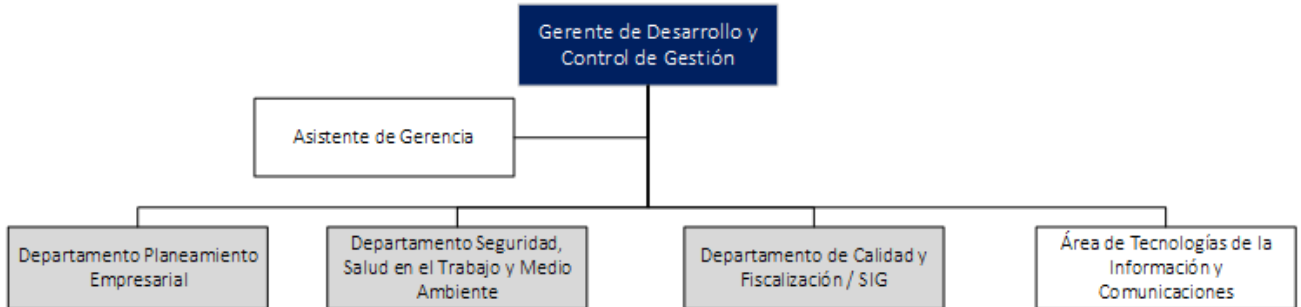 Gerente de Desarrollo y
Control de Gestión
Asistente de Gerencia
Departamento Planeamiento
Empresarial
Departamento Seguridad,
Salud en el Trabajo y Medio
Ambiente
Departamento de Calidad y
Fiscalización / SIG
Área de Tecnologías de la
Información y
Comunicaciones